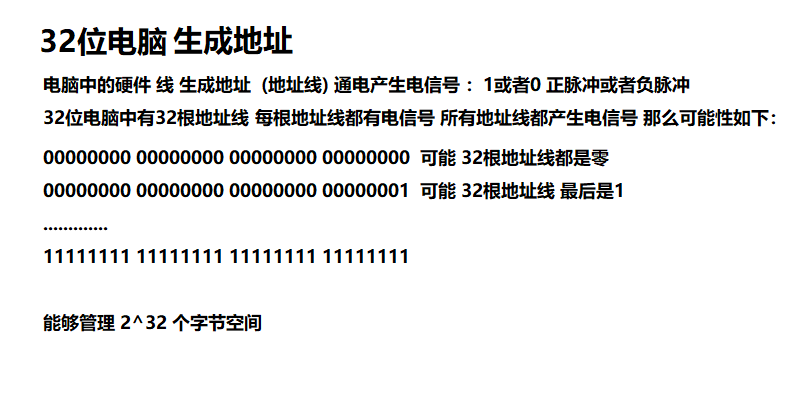 32位电脑 生成地址
电脑中的硬件 线 生成地址 (地址线) 通电产生电信号 ：1或者0 正脉冲或者负脉冲
32位电脑中有32根地址线 每根地址线都有电信号 所有地址线都产生电信号 那么可能性如下：
00000000 00000000 00000000 00000000 可能 32根地址线都是零
00000000 00000000 00000000 00000001 可能 32根地址线 最后是1
.............
11111111 11111111 11111111 11111111
能够管理 2^32 个字节空间